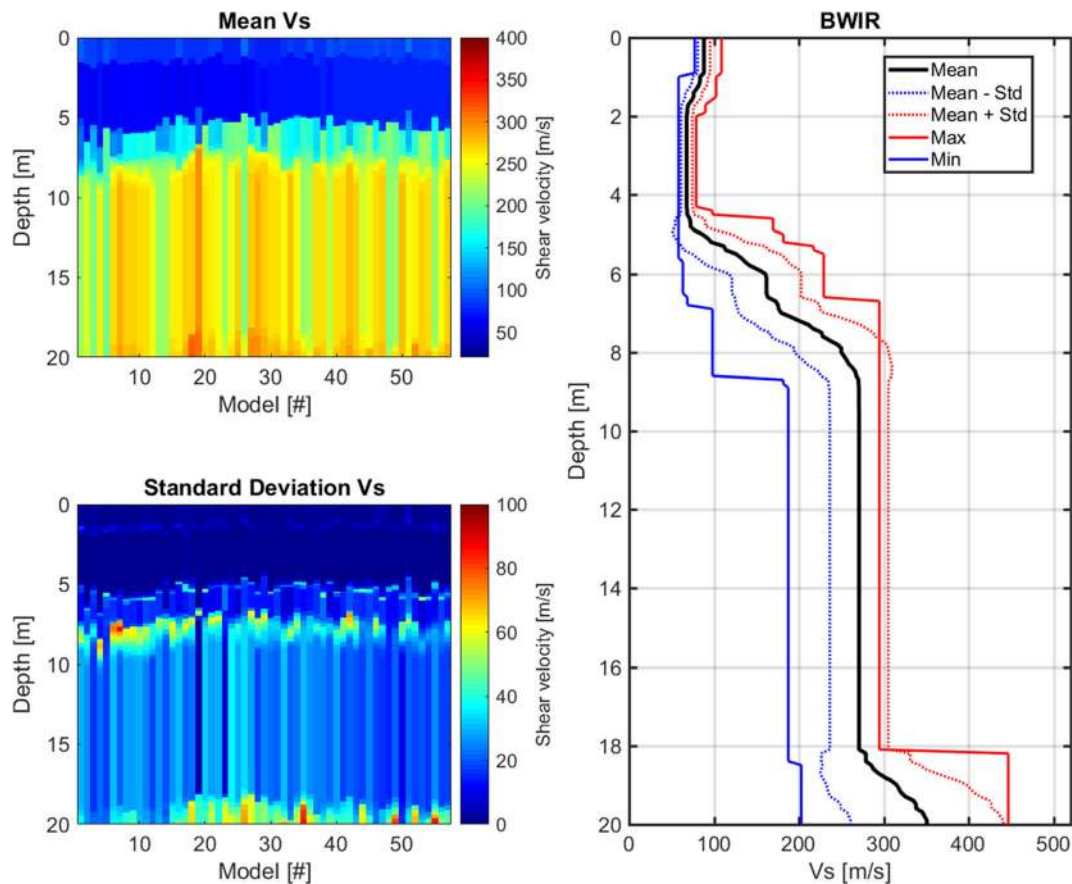 Mean Vs
0
5
10
15
20
Depth [m]
10 20 30 40 50
Model [#]
400
350
300
250
200
150
100
50
Shear velocity [m/s]
Standard Deviation Vs
0
5
10
15
20
Depth [m]
10 20 30 40 50
Model [#]
100
80
60
40
20
0
Shear velocity [m/s]
BWIR
0
2
4
6
8
10
12
14
16
18
20
Depth [m]
0 100 200 300 400 500
Vs [m/s]
Mean
Mean - Std
Mean + Std
Max
Min